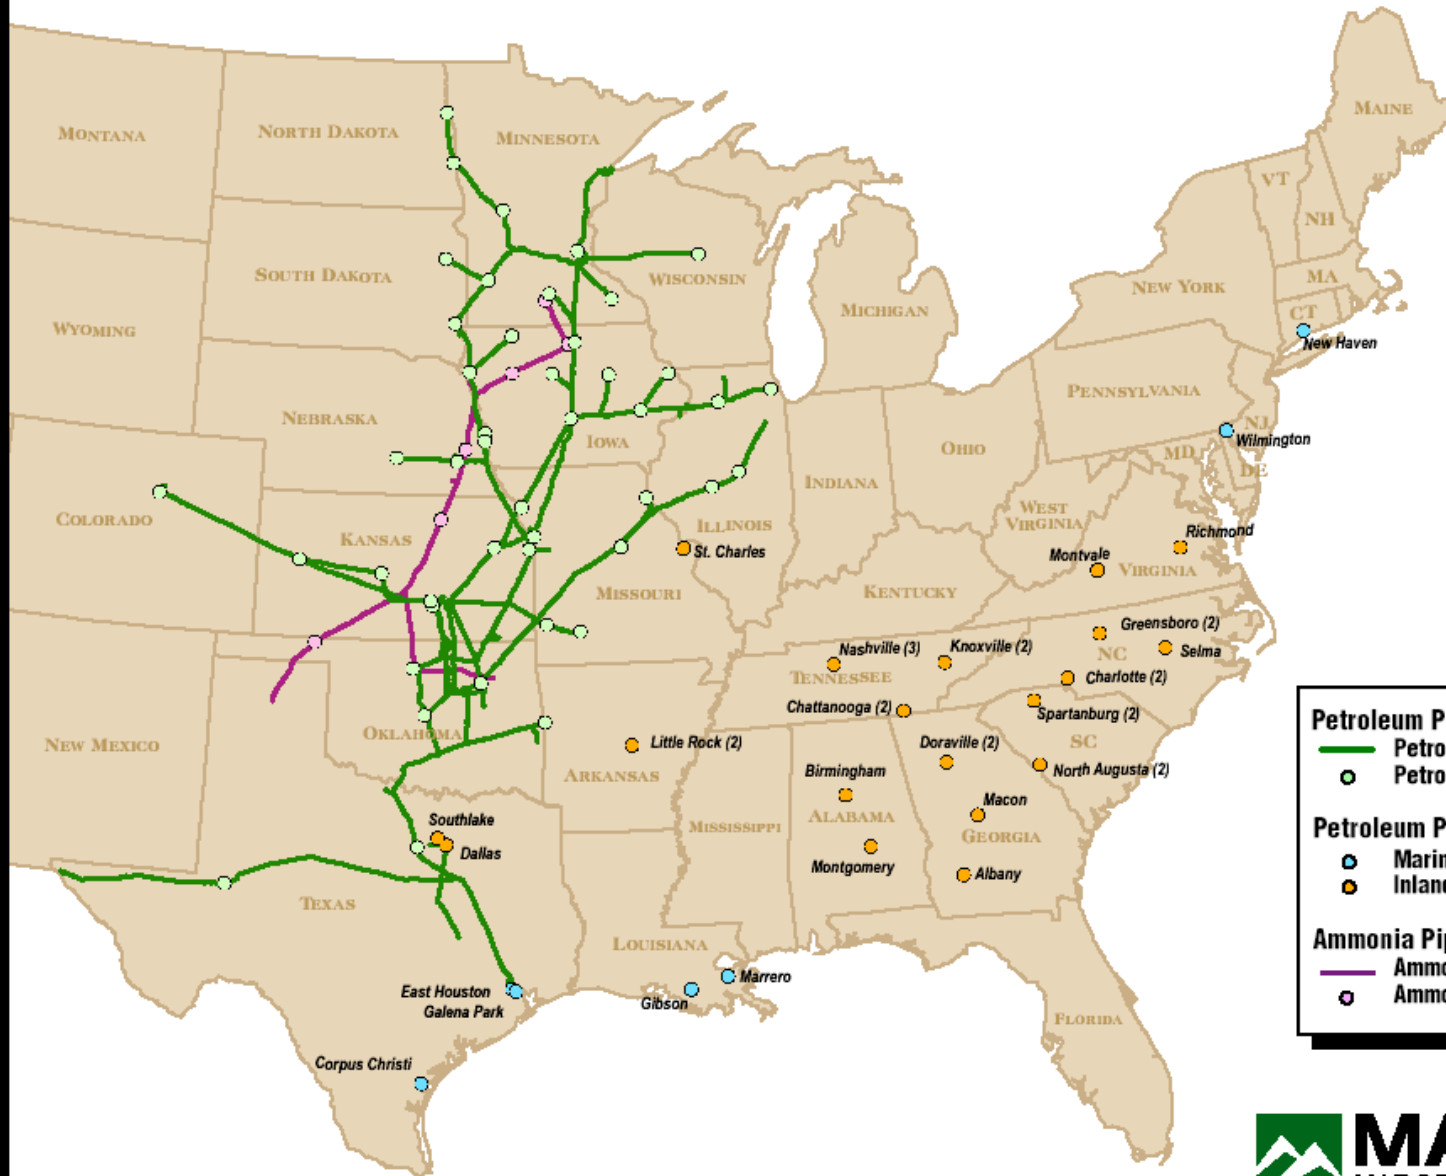 MAINE
MONTANA
NORTH DAKOTA
MINNESOTA
VT
NH
SOUTH DAKOTA
WISCONSIN
MA
NEW YORK
MICHIGAN
CT
WYOMING
New Haven
PENNSYLVANIA
NEBRASKA
NJ
IOWA
OHIO
Wilmington
MD
DE
INDIANA
COLORADO
WEST
VIRGINIA
ILLINOIS
KANSAS
Richmond
St. Charles
Montvale
VIRGINIA
MISSOURI
KENTUCKY
Greensboro (2)
Nashville (3)
Knoxville (2)
NC
Selma
TENNESSEE
Charlotte (2)
Chattanooga (2)
Spartanburg (2)
OKLAHOMA
Little Rock (2)
Doraville (2)
SC
NEW MEXICO
ARKANSAS
Birmingham
North Augusta (2)
Macon
Southlake
MISSISSIPPI
ALABAMA
GEORGIA
Dallas
Montgomery
Albany
TEXAS
LOUISIANA
Marrero
East Houston
Gibson
Galena Park
FLORIDA
Corpus Christi
Petroleum P
Petro
Petro
Petroleum P
Marin
Inlan
Ammonia Pip
Ammo
Ammo
MA